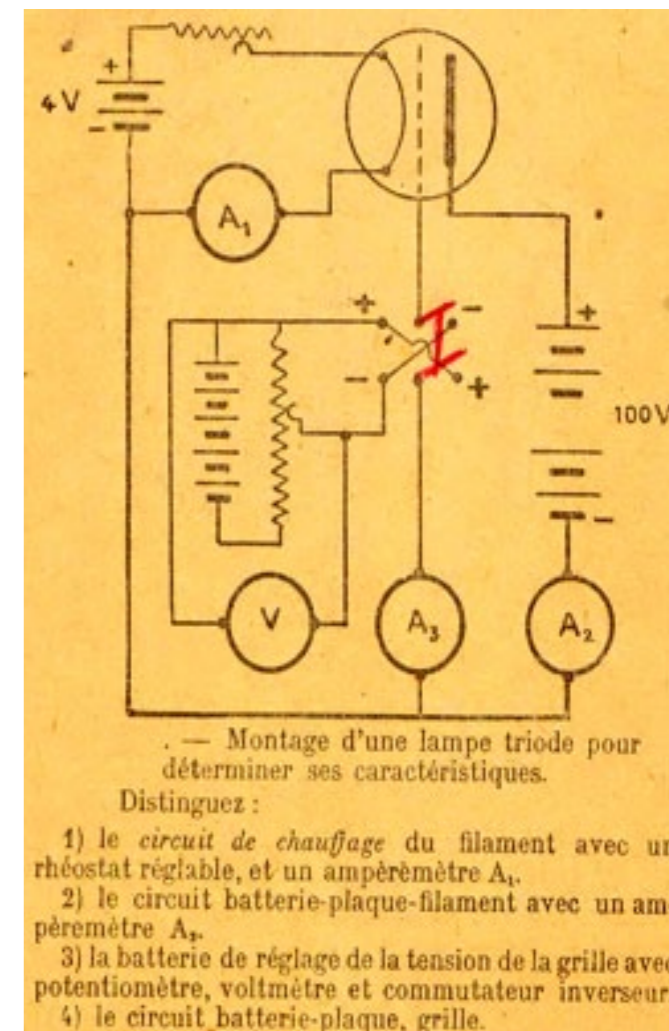 +
4 V
-
A₁
+
-
-
+
+
100 V
-
V
A₃
A₂
. — Montage d'une lampe triode pour
déterminer ses caractéristiques.
Distinguez :
1) le circuit de chauffage du filament avec un
rhéostat réglable, et un ampèrèmètre A₁.
2) le circuit batterie-plaque-filament avec un am
pèremètre A₂.
3) la batterie de réglage de la tension de la grille avec
potentiomètre, voltmètre et commutateur inverseur
4) le circuit batterie-plaque, grille.